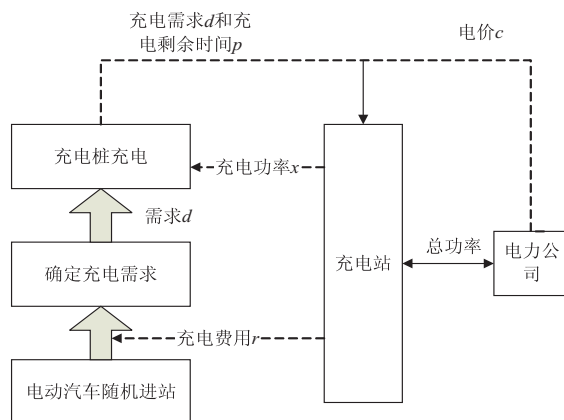 充电需求d和充
电剩余时间p
电价c
充电桩充电
充电功率x
需求d
确定充电需求
充电站
总功率
电力公
司
充电费用r
电动汽车随机进站